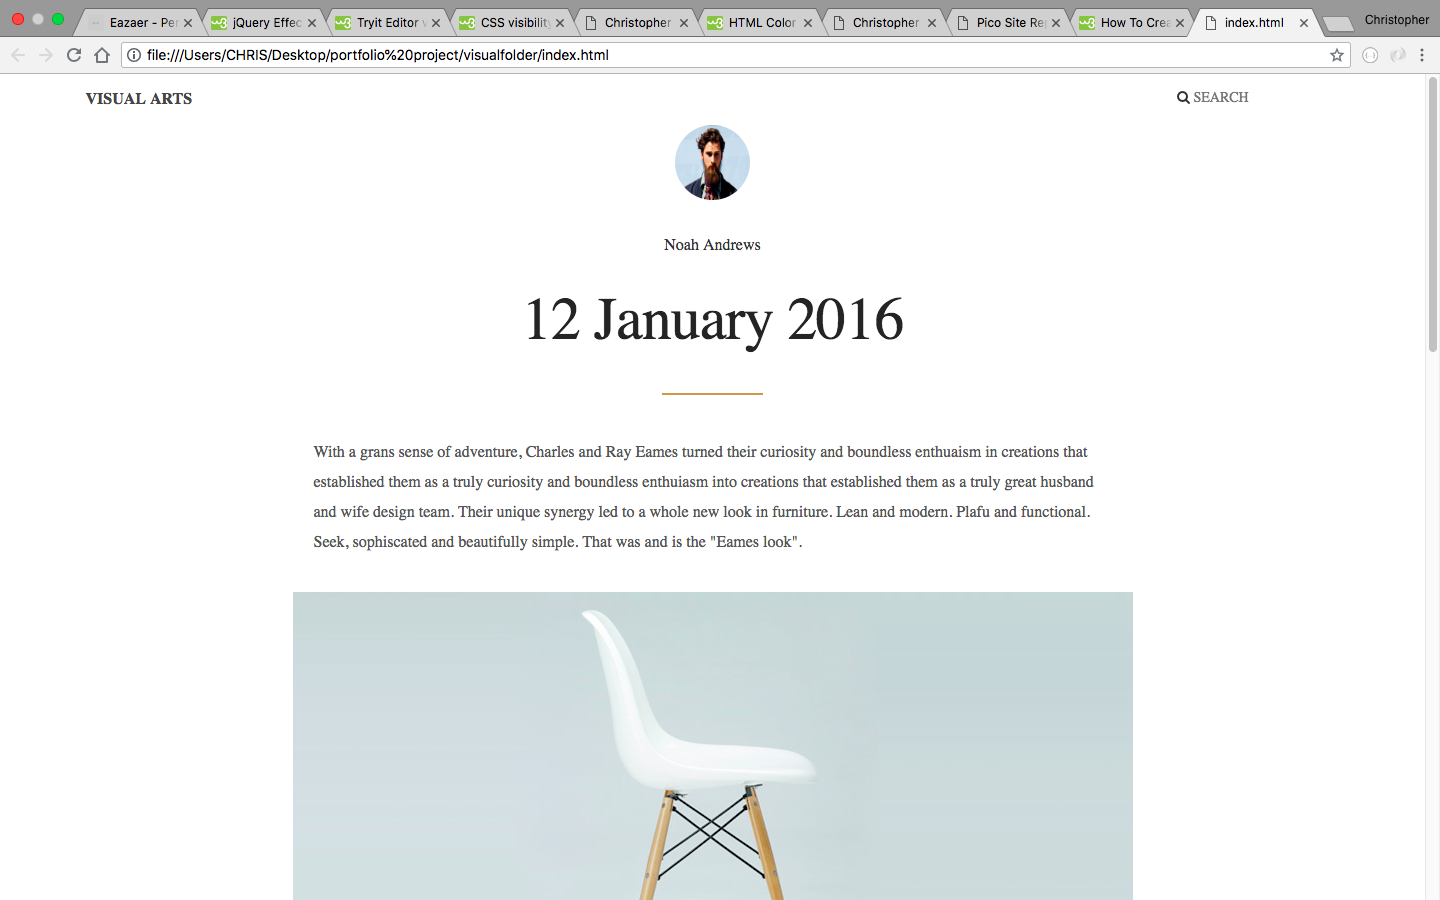 Eazaer - Per
jQuery Effec
Tryit Editor v
CSS visibility
Christopher
HTML Color
Christopher
Pico Site Rep
How To Crea
index.html
Christopher
file:///Users/CHRIS/Desktop/portfolio%20project/visualfolder/index.html
VISUAL ARTS
SEARCH
Noah Andrews
12 January 2016
With a grans sense of adventure, Charles and Ray Eames turned their curiosity and boundless enthuaism in creations that
established them as a truly curiosity and boundless enthuiasm into creations that established them as a truly great husband
and wife design team. Their unique synergy led to a whole new look in furniture. Lean and modern. Plafu and functional.
Seek, sophiscated and beautifully simple. That was and is the "Eames look".